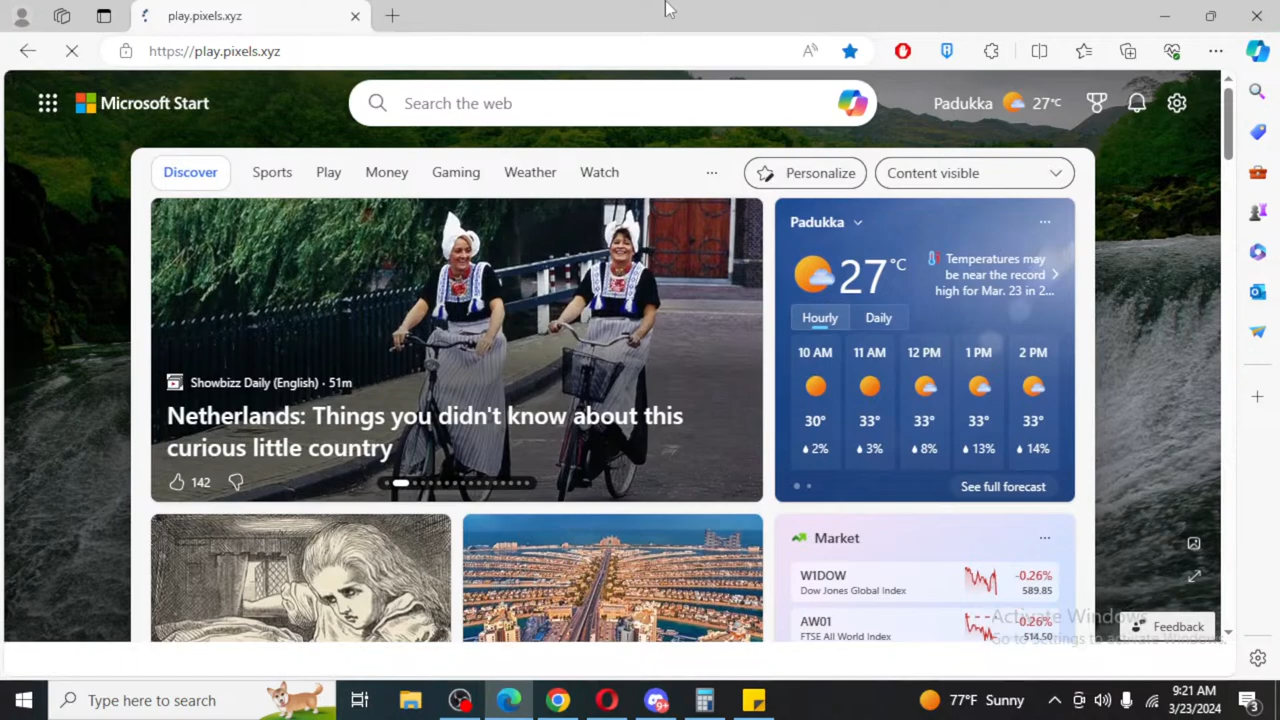 play.pixels.xyz
https://play.pixels.xyz
Microsoft Start
Search the web
Padukka 27°C
Discover Sports Play Money Gaming Weather Watch ... Personalize Content visible
Padukka
27°C
Temperatures may
be near the record
high for Mar. 23 in 2...
Hourly Daily
10 AM 11 AM 12 PM 1 PM 2 PM
30° 33° 33° 33° 33°
2% 3% 8% 13% 14%
See full forecast
Showbizz Daily (English) · 51m
Netherlands: Things you didn't know about this
curious little country
142
Market
W1DOW -0.26%
Dow Jones Global Index 589.85
AW01 -0.26%
FTSE All World Index 514.50
Activate Windows
Go to Settings to activate Windows.
Feedback
Type here to search
9+
77°F Sunny
9:21 AM
3/23/2024
3